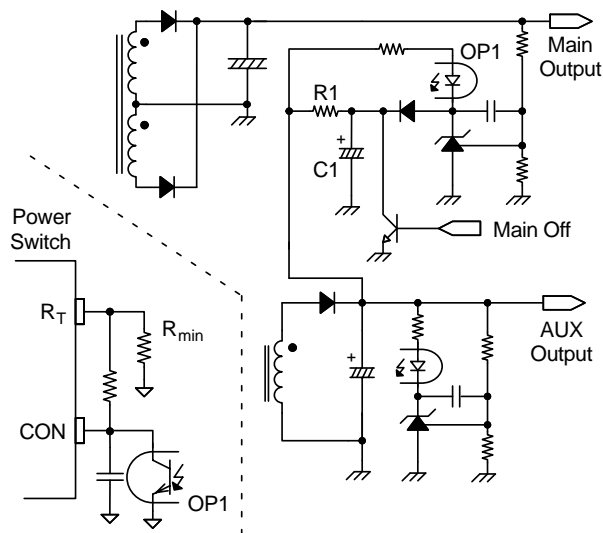 OP1
Main
Output
R1
+
C1
Main Off
Power
Switch
RT
Rmin
+
AUX
Output
CON
OP1